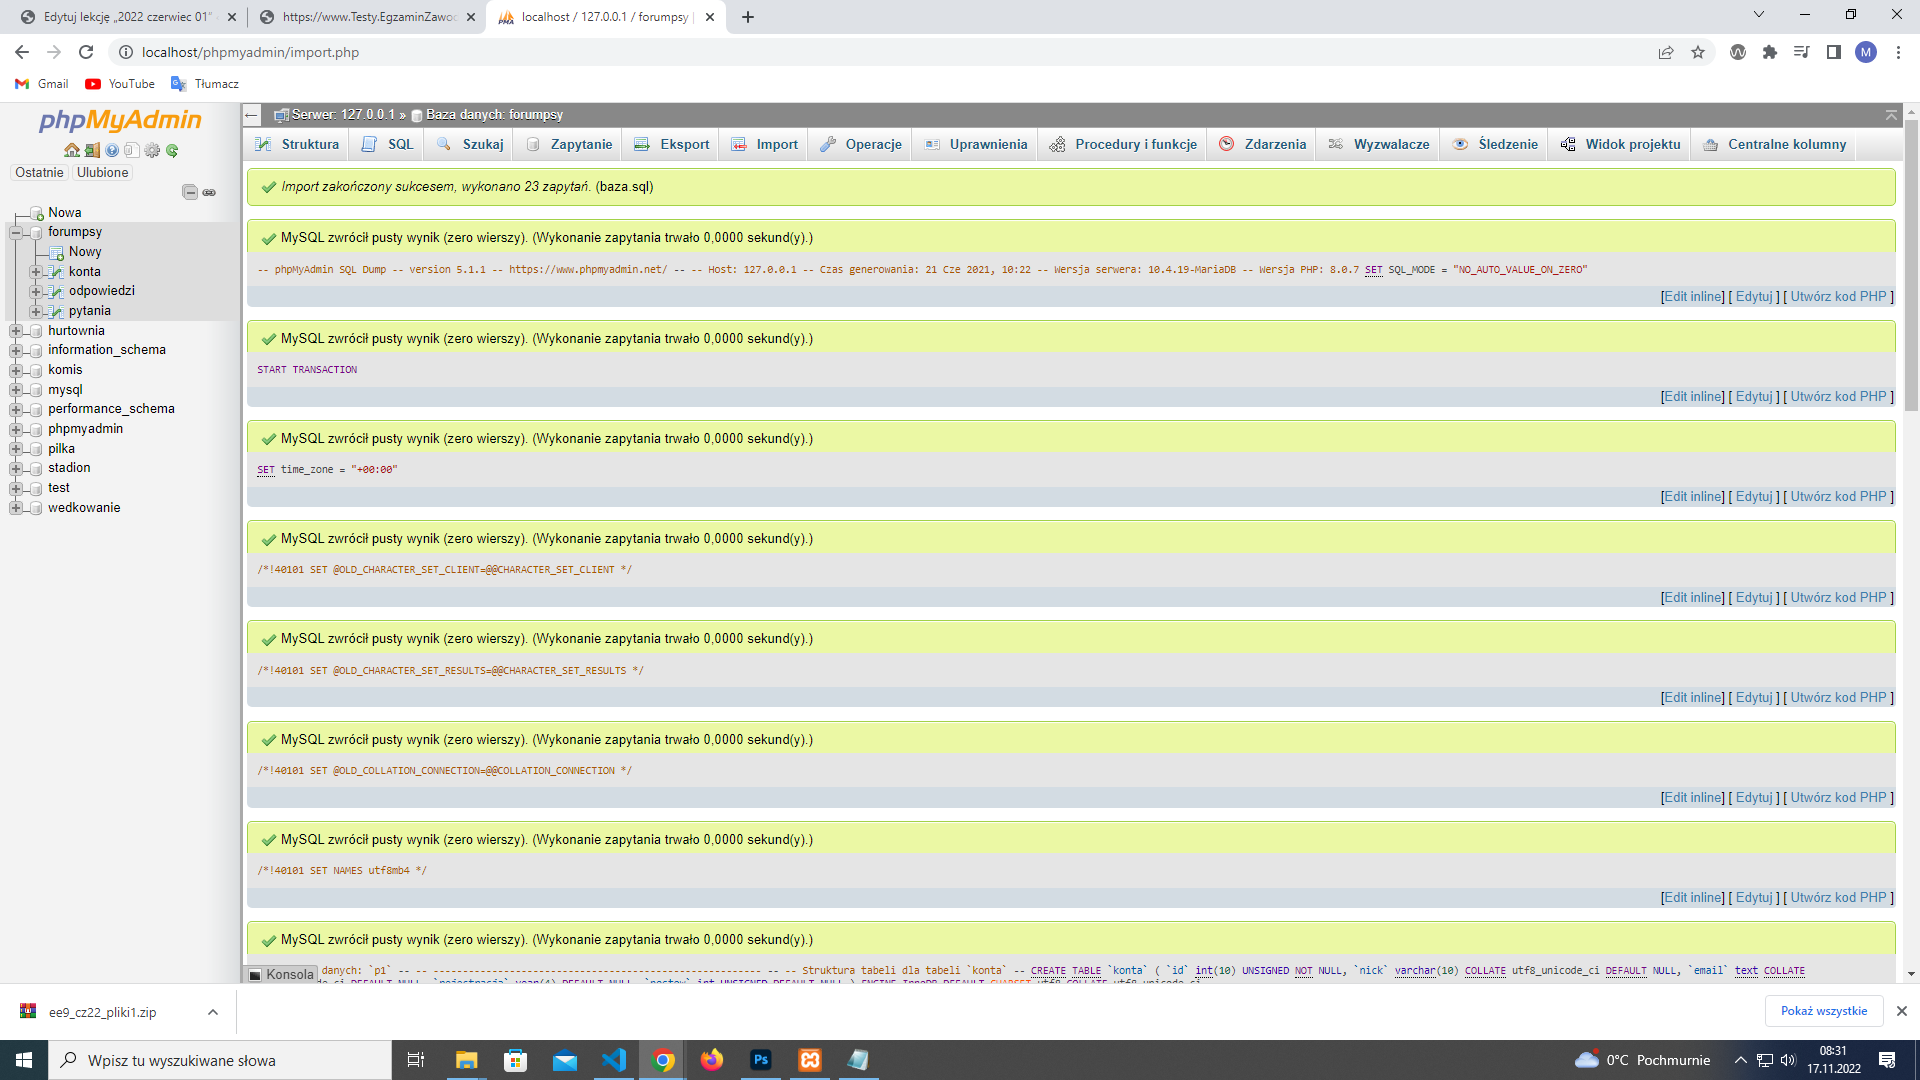 Edytuj lekcję „2022 czerwiec 01”
https://www.Testy.EgzaminZawod
localhost / 127.0.0.1 / forumpsy |
localhost/phpmyadmin/import.php
M
Gmail
YouTube
Tłumacz
phpMyAdmin
Ostatnie
Ulubione
Nowa
forumpsy
Nowy
konta
odpowiedzi
pytania
hurtownia
information_schema
komis
mysql
performance_schema
phpmyadmin
pilka
stadion
test
wedkowanie
Serwer: 127.0.0.1 » Baza danych: forumpsy
Struktura
SQL
Szukaj
Zapytanie
Eksport
Import
Operacje
Uprawnienia
Procedury i funkcje
Zdarzenia
Wyzwalacze
Śledzenie
Widok projektu
Centralne kolumny
Import zakończony sukcesem, wykonano 23 zapytań. (baza.sql)
MySQL zwrócił pusty wynik (zero wierszy). (Wykonanie zapytania trwało 0,0000 sekund(y).)
-- phpMyAdmin SQL Dump -- version 5.1.1 -- https://www.phpmyadmin.net/ -- -- Host: 127.0.0.1 -- Czas generowania: 21 Cze 2021, 10:22 -- Wersja serwera: 10.4.19-MariaDB -- Wersja PHP: 8.0.7 SET SQL_MODE = "NO_AUTO_VALUE_ON_ZERO"
[Edit inline] [ Edytuj ] [ Utwórz kod PHP ]
MySQL zwrócił pusty wynik (zero wierszy). (Wykonanie zapytania trwało 0,0000 sekund(y).)
START TRANSACTION
[Edit inline] [ Edytuj ] [ Utwórz kod PHP ]
MySQL zwrócił pusty wynik (zero wierszy). (Wykonanie zapytania trwało 0,0000 sekund(y).)
SET time_zone = "+00:00"
[Edit inline] [ Edytuj ] [ Utwórz kod PHP ]
MySQL zwrócił pusty wynik (zero wierszy). (Wykonanie zapytania trwało 0,0000 sekund(y).)
/*!40101 SET @OLD_CHARACTER_SET_CLIENT=@@CHARACTER_SET_CLIENT */
[Edit inline] [ Edytuj ] [ Utwórz kod PHP ]
MySQL zwrócił pusty wynik (zero wierszy). (Wykonanie zapytania trwało 0,0000 sekund(y).)
/*!40101 SET @OLD_CHARACTER_SET_RESULTS=@@CHARACTER_SET_RESULTS */
[Edit inline] [ Edytuj ] [ Utwórz kod PHP ]
MySQL zwrócił pusty wynik (zero wierszy). (Wykonanie zapytania trwało 0,0000 sekund(y).)
/*!40101 SET @OLD_COLLATION_CONNECTION=@@COLLATION_CONNECTION */
[Edit inline] [ Edytuj ] [ Utwórz kod PHP ]
MySQL zwrócił pusty wynik (zero wierszy). (Wykonanie zapytania trwało 0,0000 sekund(y).)
/*!40101 SET NAMES utf8mb4 */
[Edit inline] [ Edytuj ] [ Utwórz kod PHP ]
MySQL zwrócił pusty wynik (zero wierszy). (Wykonanie zapytania trwało 0,0000 sekund(y).)
danych: `p1` -- -- -------------------------------------------------------- -- -- Struktura tabeli dla tabeli `konta` -- CREATE TABLE `konta` ( `id` int(10) UNSIGNED NOT NULL, `nick` varchar(10) COLLATE utf8_unicode_ci DEFAULT NULL, `email` text COLLATE
Konsola
ee9_cz22_pliki1.zip
Pokaż wszystkie
Wpisz tu wyszukiwane słowa
Ps
0°C Pochmurnie
08:31
17.11.2022